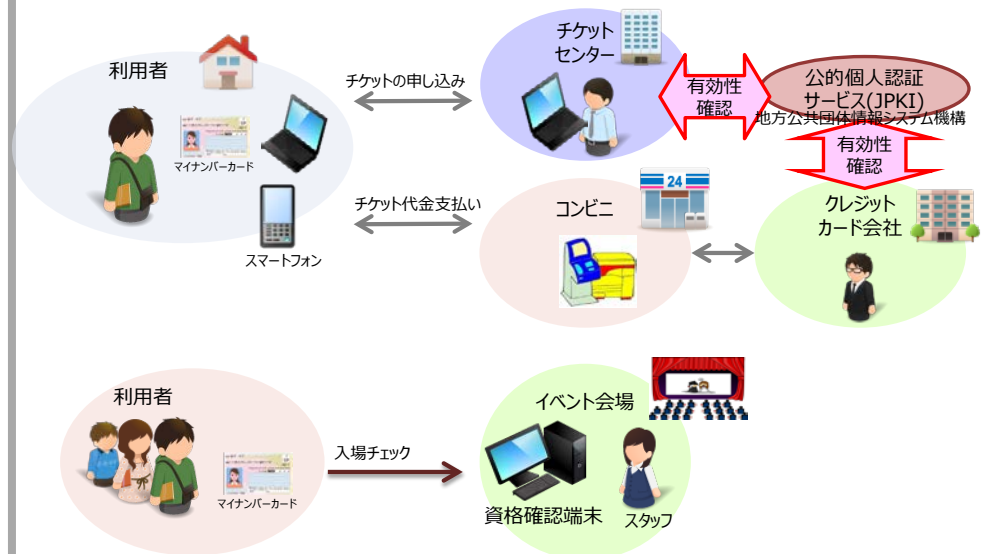 利用者
マイナンバーカード
スマートフォン
チケットの申し込み
チケット代金支払い
チケット
センター
有効性
確認
公的個人認証
サービス(JPKI)
地方公共団体情報システム機構
有効性
確認
コンビニ
24
クレジット
カード会社
利用者
マイナンバーカード
入場チェック
イベント会場
資格確認端末
スタッフ